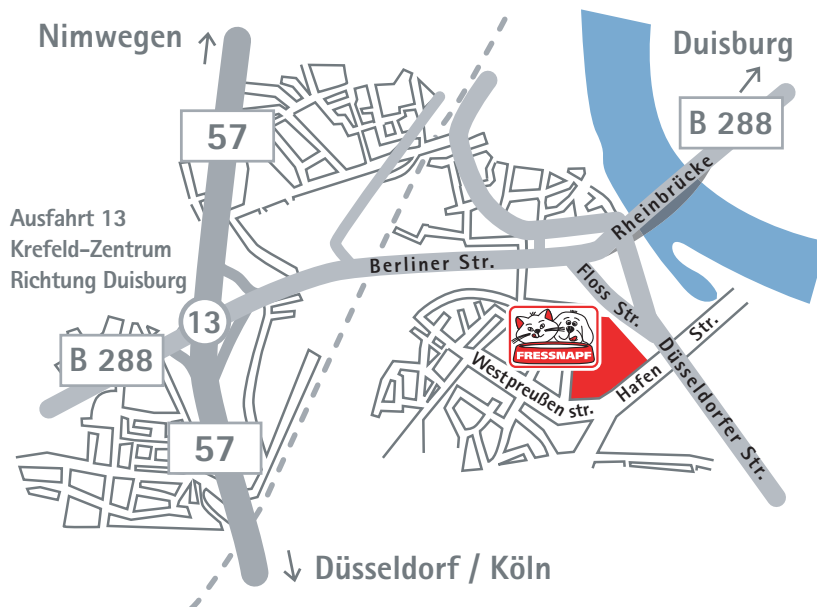 Nimwegen
Duisburg
57
B 288
Ausfahrt 13
Krefeld-Zentrum
Richtung Duisburg
Rheinbrücke
Berliner Str.
Floss Str.
13
B 288
FRESSNAPF
Westpreußen str.
Hafen Str.
Düsseldorfer Str.
57
Düsseldorf / Köln